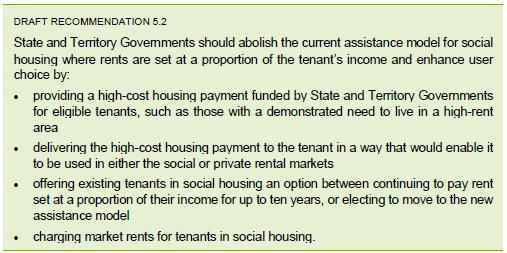 DRAFT RECOMMENDATION 5.2
State and Territory Governments should abolish the current assistance model for social
housing where rents are set at a proportion of the tenant's income and enhance user
choice by:
• providing a high-cost housing payment funded by State and Territory Governments
for eligible tenants, such as those with a demonstrated need to live in a high-rent
area
• delivering the high-cost housing payment to the tenant in a way that would enable it
to be used in either the social or private rental markets
• offering existing tenants in social housing an option between continuing to pay rent
set at a proportion of their income for up to ten years, or electing to move to the new
assistance model
• charging market rents for tenants in social housing.